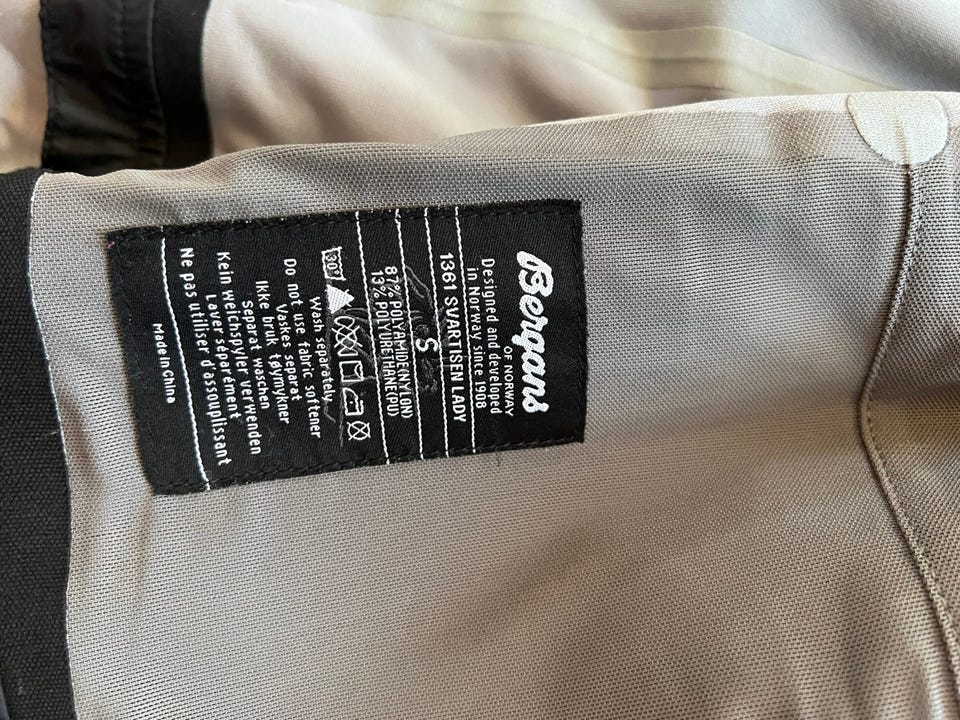 Bergans
OF NORWAY
Designed and developed
in Norway since 1908
1361 SVARTISEN LADY
S
87% POLYAMIDE(NYLON)
13% POLYURETHANE(PU)
30°
Wash separately
Do not use fabric softener
Vaskes separat
Ikke bruk tøymykner
Separat waschen
Kein weichspyler verwenden
Laver séparément
Ne pas utiliser d'assouplissant
Made in China